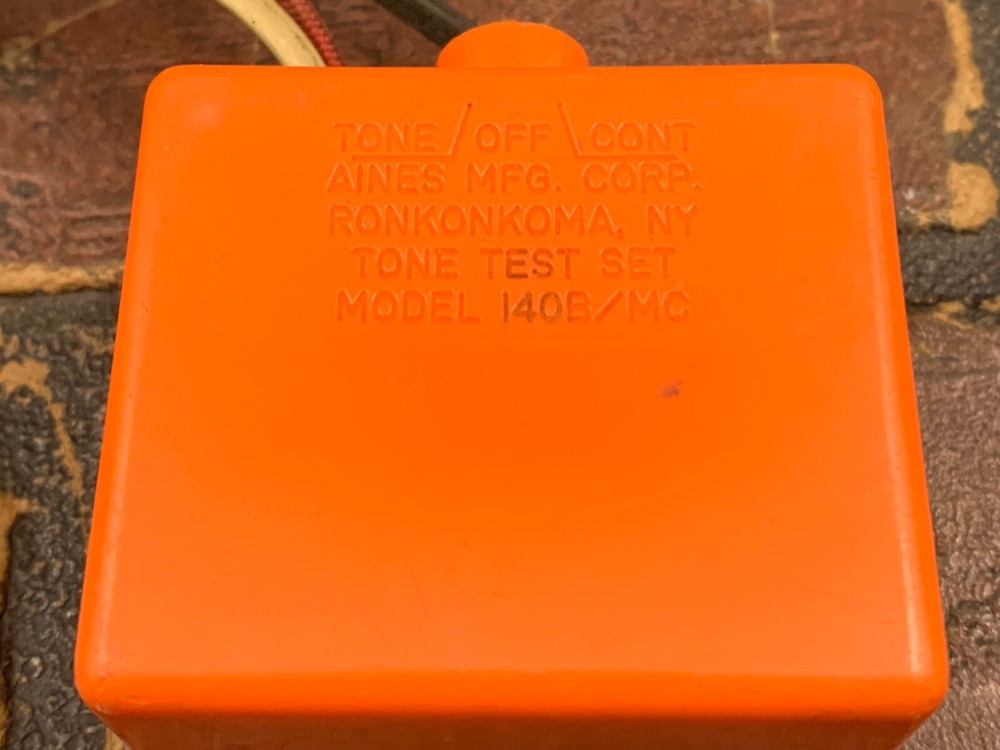 TONE/OFF\CONT
AINES MFG. CORP.
RONKONKOMA, NY
TONE TEST SET
MODEL 140B/MC